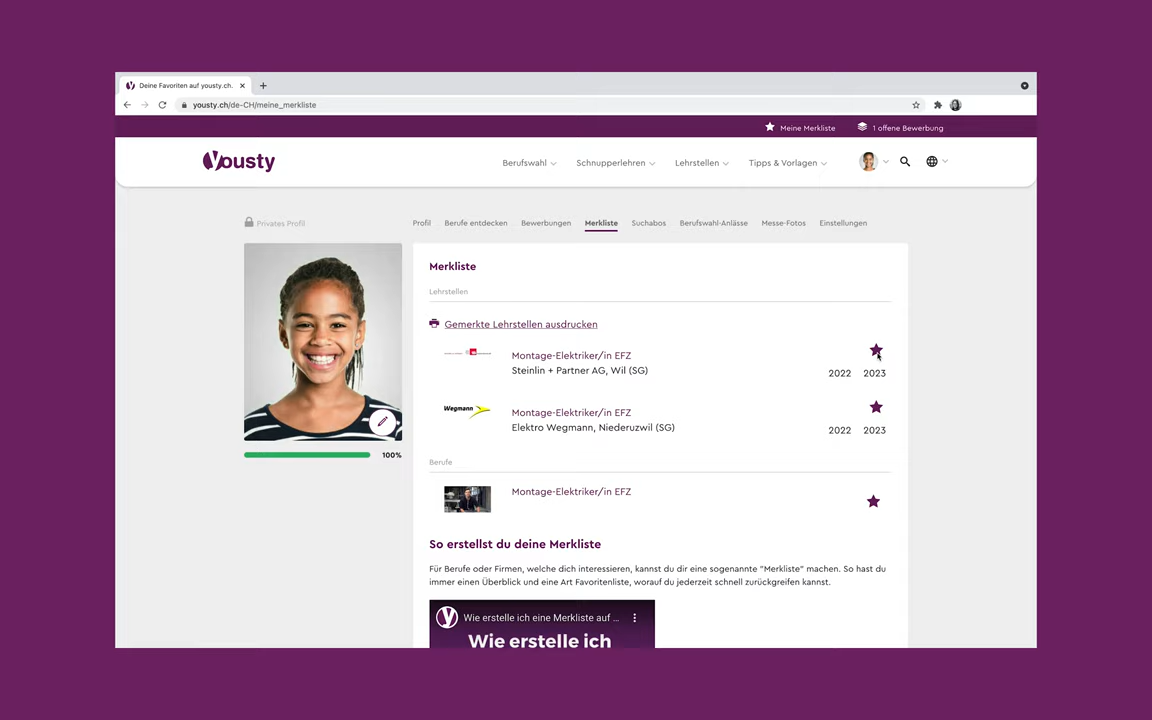 Deine Favoriten auf yousty.ch.
yousty.ch/de-CH/meine_merkliste
Meine Merkliste 1 offene Bewerbung
Yousty Berufswahl Schnupperlehren Lehrstellen Tipps & Vorlagen
Privates Profil
Profil Berufe entdecken Bewerbungen Merkliste Suchabos Berufswahl-Anlässe Messe-Fotos Einstellungen
Merkliste
Lehrstellen
Gemerkte Lehrstellen ausdrucken
Montage-Elektriker/in EFZ
Steinlin + Partner AG, Wil (SG)
2022 2023
Wegmann
Montage-Elektriker/in EFZ
Elektro Wegmann, Niederuzwil (SG)
2022 2023
100%
Berufe
Montage-Elektriker/in EFZ
So erstellst du deine Merkliste
Für Berufe oder Firmen, welche dich interessieren, kannst du dir eine sogenannte "Merkliste" machen. So hast du
immer einen Überblick und eine Art Favoritenliste, worauf du jederzeit schnell zurückgreifen kannst.
Wie erstelle ich eine Merkliste auf ...
Wie erstelle ich